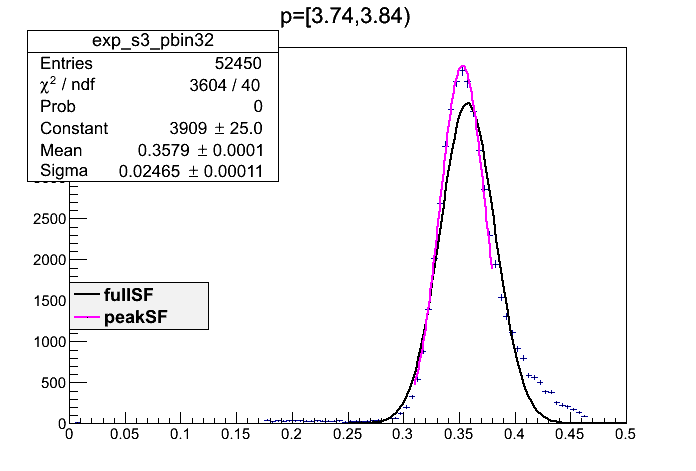 p=[3.74,3.84)
exp_s3_pbin32
Entries 52450
χ² / ndf 3604 / 40
Prob 0
Constant 3909 ± 25.0
Mean 0.3579 ± 0.0001
Sigma 0.02465 ± 0.00011
2500
2000
1500
fullSF
peakSF
1000
500
0
0 0.05 0.1 0.15 0.2 0.25 0.3 0.35 0.4 0.45 0.5